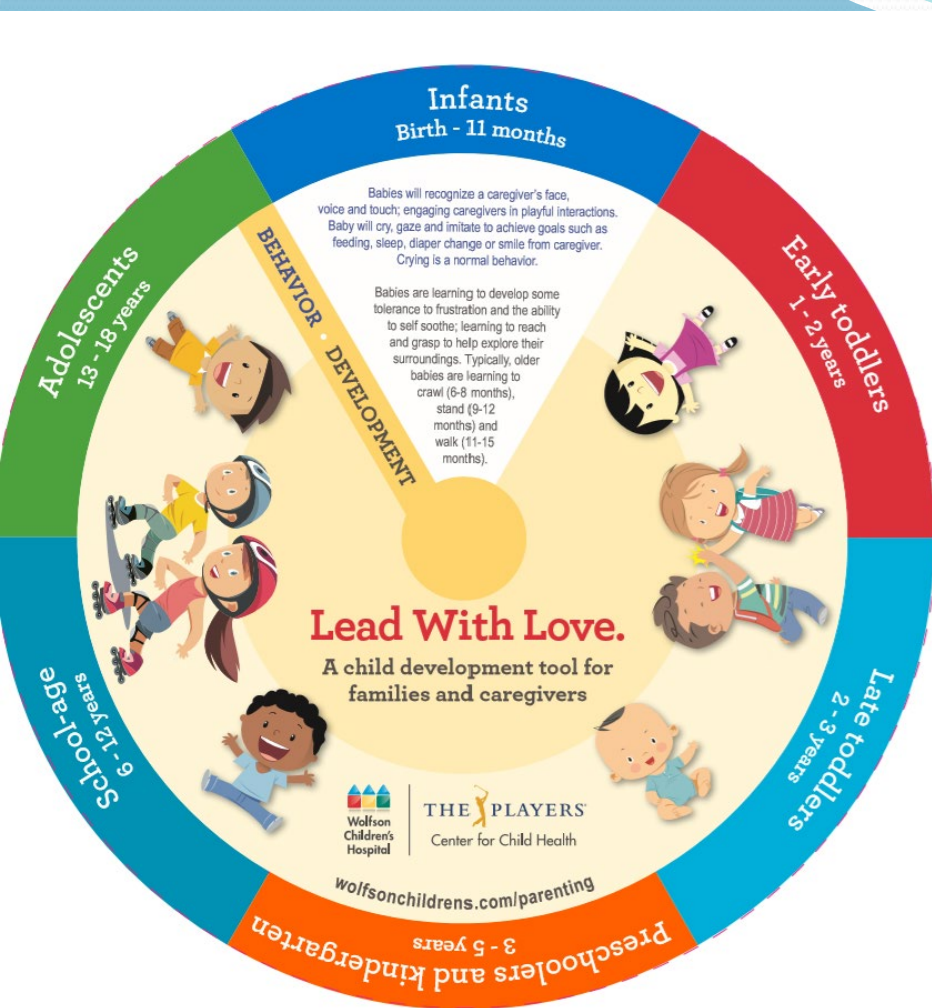 Infants
Birth - 11 months
Babies will recognize a caregiver's face,
voice and touch; engaging caregivers in playful interactions.
Baby will cry, gaze and imitate to achieve goals such as
feeding, sleep, diaper change or smile from caregiver.
Crying is a normal behavior.
Babies are learning to develop some
tolerance to frustration and the ability
to self soothe; learning to reach
and grasp to help explore their
surroundings. Typically, older
babies are learning to
crawl (6-8 months),
stand (9-12
months) and
walk (11-15
months).
BEHAVIOR • DEVELOPMENT
Early toddlers
1 - 2 years
Late toddlers
2 - 3 years
Preschoolers and kindergarten
3 - 5 years
School-age
6 - 12 years
Adolescents
13 - 18 years
Lead With Love.
A child development tool for
families and caregivers
Wolfson
Children's
Hospital
THE PLAYERS
Center for Child Health
wolfsonchildrens.com/parenting